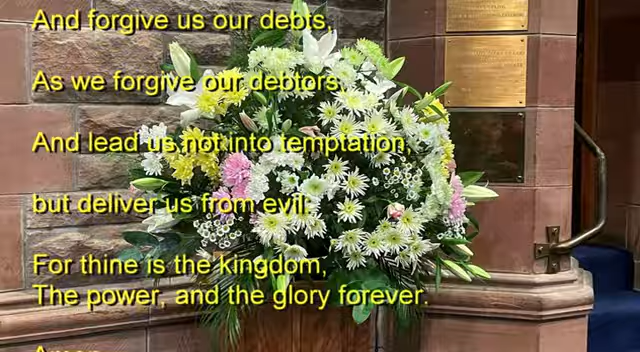 And forgive us our debts
As we forgive our debtors.
And lead us not into temptation,
but deliver us from evil.
For thine is the kingdom,
The power, and the glory forever.
Amen